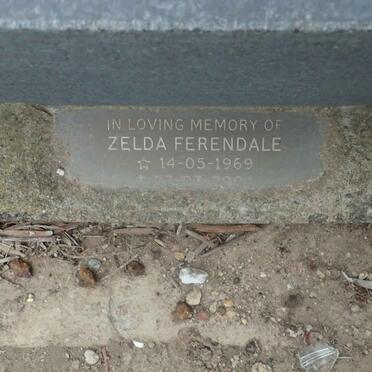 IN LOVING MEMORY OF
ZELDA FERENDALE
☆ 14-05-1969